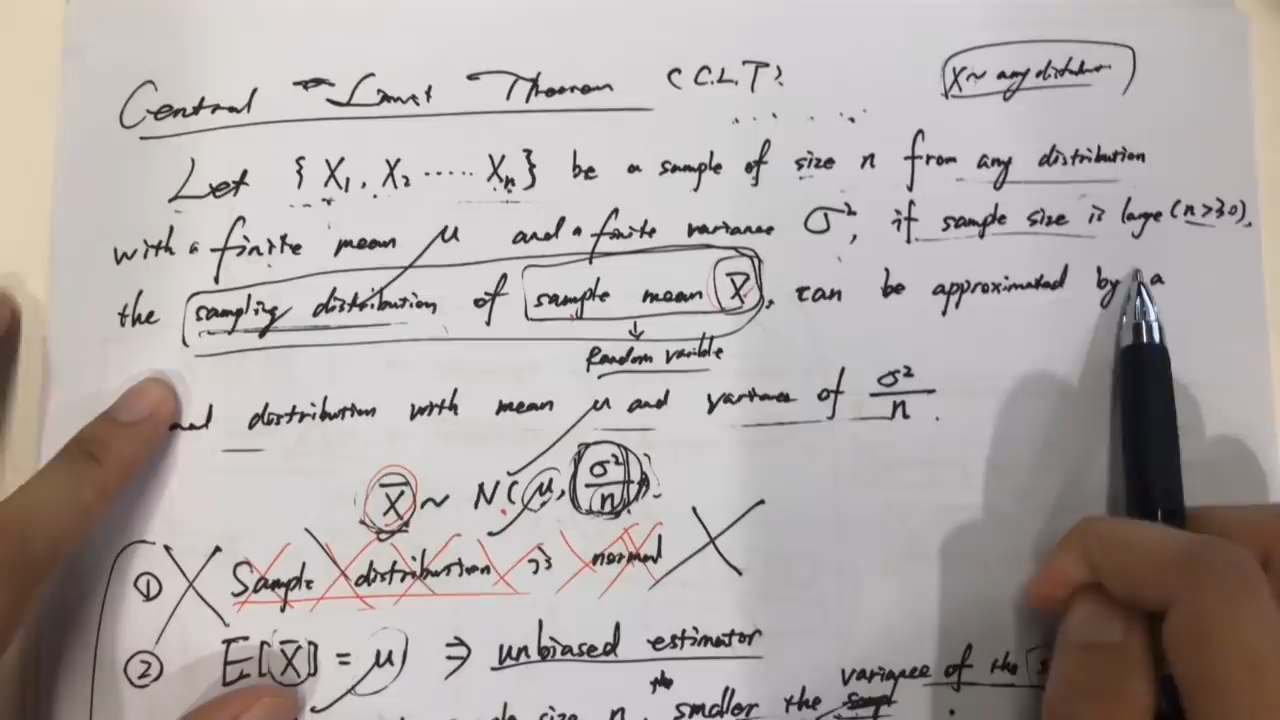 Central Limit Theorem (C.L.T)
X ~ any distribution
Let { X₁, X₂ ..... Xₙ } be a sample of size n from any distribution
with a finite mean μ and a finite variance σ², if sample size is large (n>30),
the sampling distribution of sample mean X̄, can be approximated by a
Random varible
distribution with mean μ and variance of σ²/n.
X̄ ~ N(μ, σ²/n).
① Sample distribution is normal
② E[X̄] = μ ⇒ unbiased estimator
variance of the
size n, the smaller the